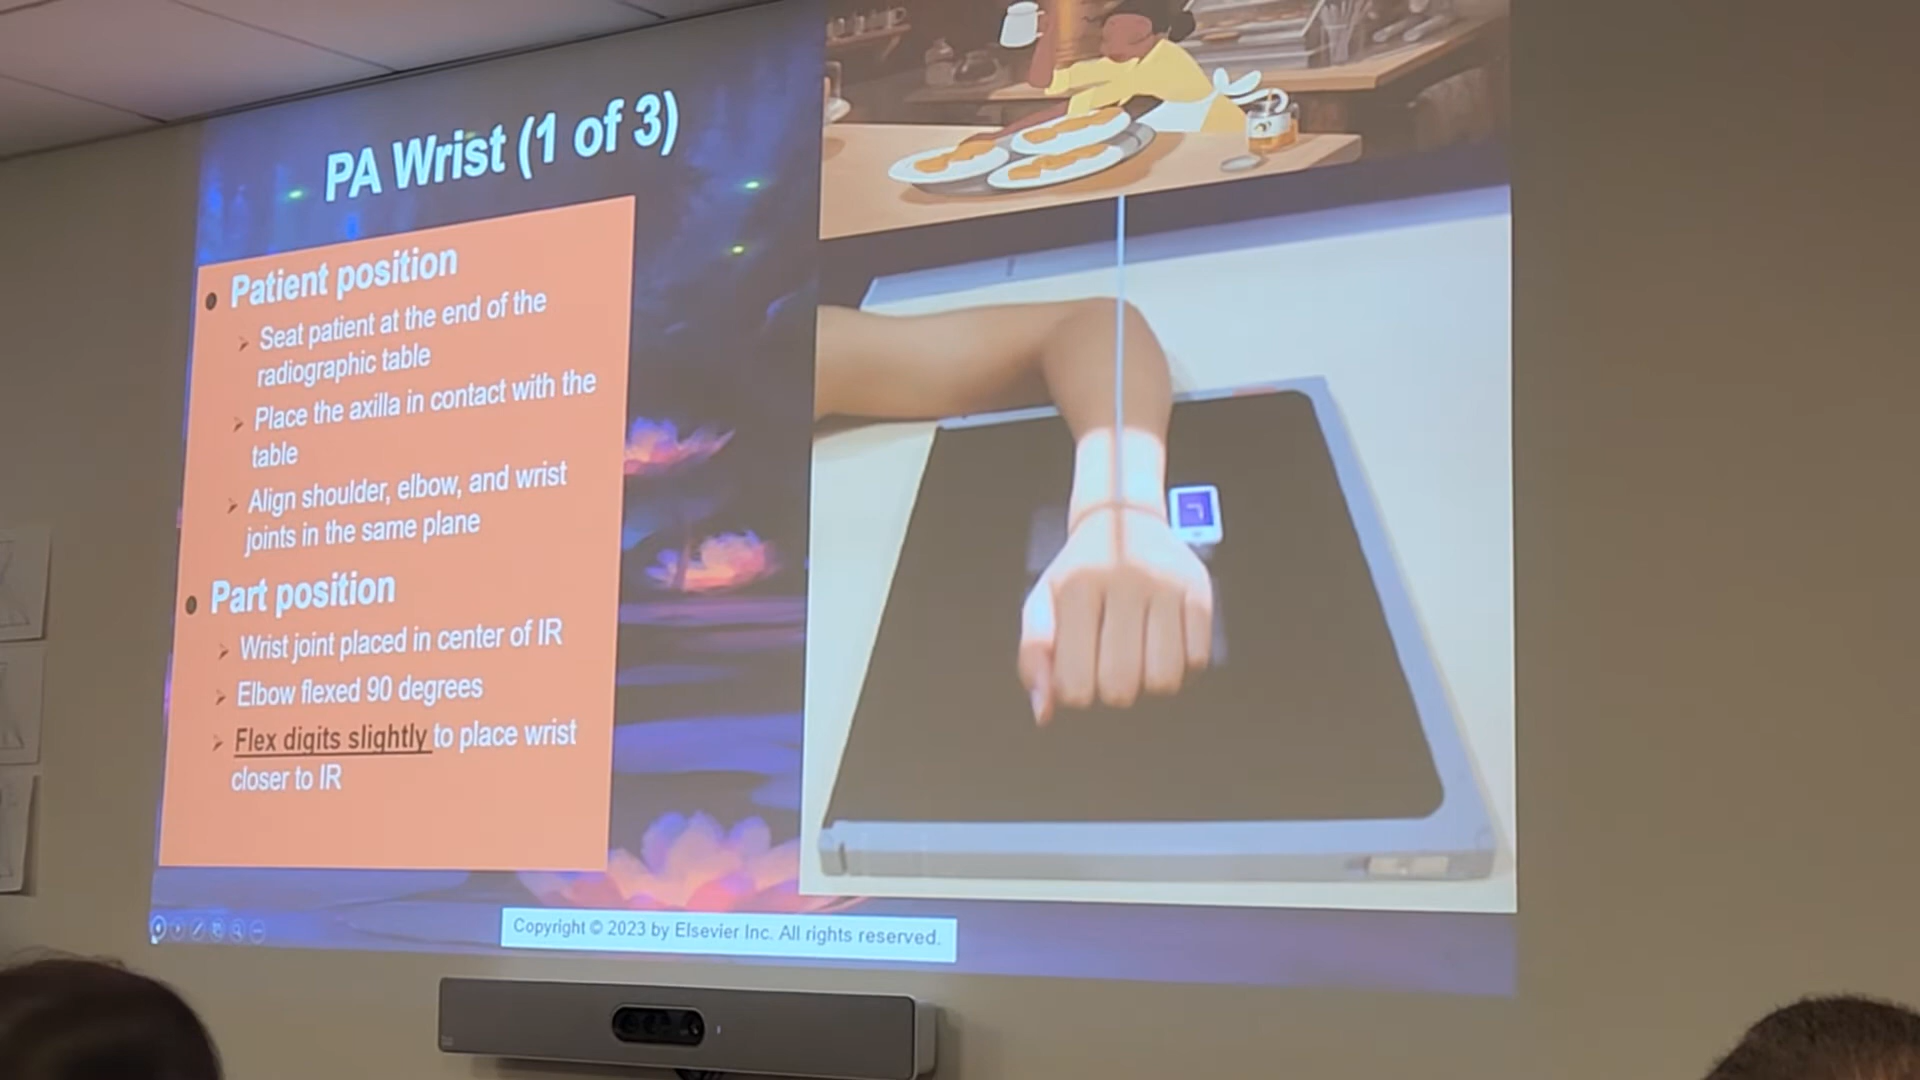 PA Wrist (1 of 3)
Patient position
Seat patient at the end of the
radiographic table
Place the axilla in contact with the
table
Align shoulder, elbow, and wrist
joints in the same plane
Part position
Wrist joint placed in center of IR
Elbow flexed 90 degrees
Flex digits slightly to place wrist
closer to IR
Copyright © 2023 by Elsevier Inc. All rights reserved.